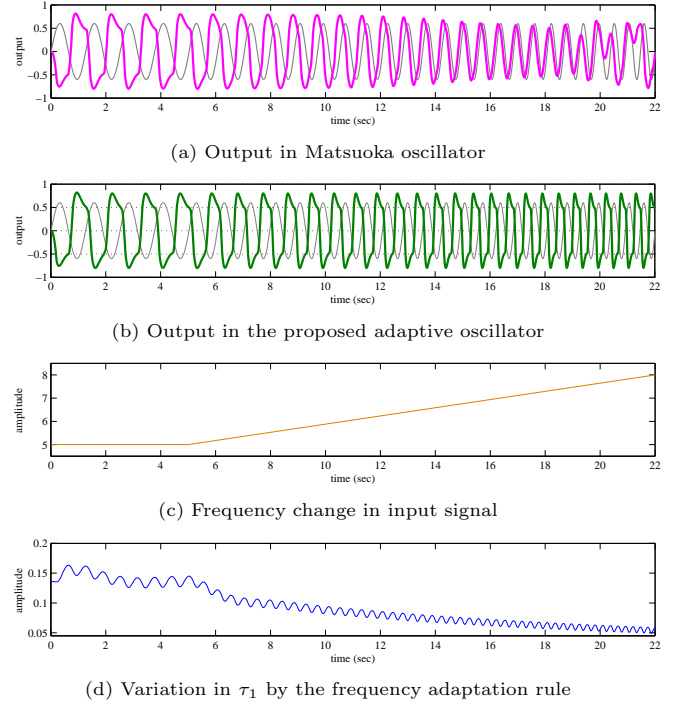 1
0.5
0
−0.5
−1
output
0 2 4 6 8 10 12 14 16 18 20 22
time (sec)
(a) Output in Matsuoka oscillator
1
0.5
0
−0.5
−1
output
0 2 4 6 8 10 12 14 16 18 20 22
time (sec)
(b) Output in the proposed adaptive oscillator
8
7
6
5
amplitude
0 2 4 6 8 10 12 14 16 18 20 22
time (sec)
(c) Frequency change in input signal
0.2
0.15
0.1
0.05
amplitude
0 2 4 6 8 10 12 14 16 18 20 22
time (sec)
(d) Variation in τ₁ by the frequency adaptation rule